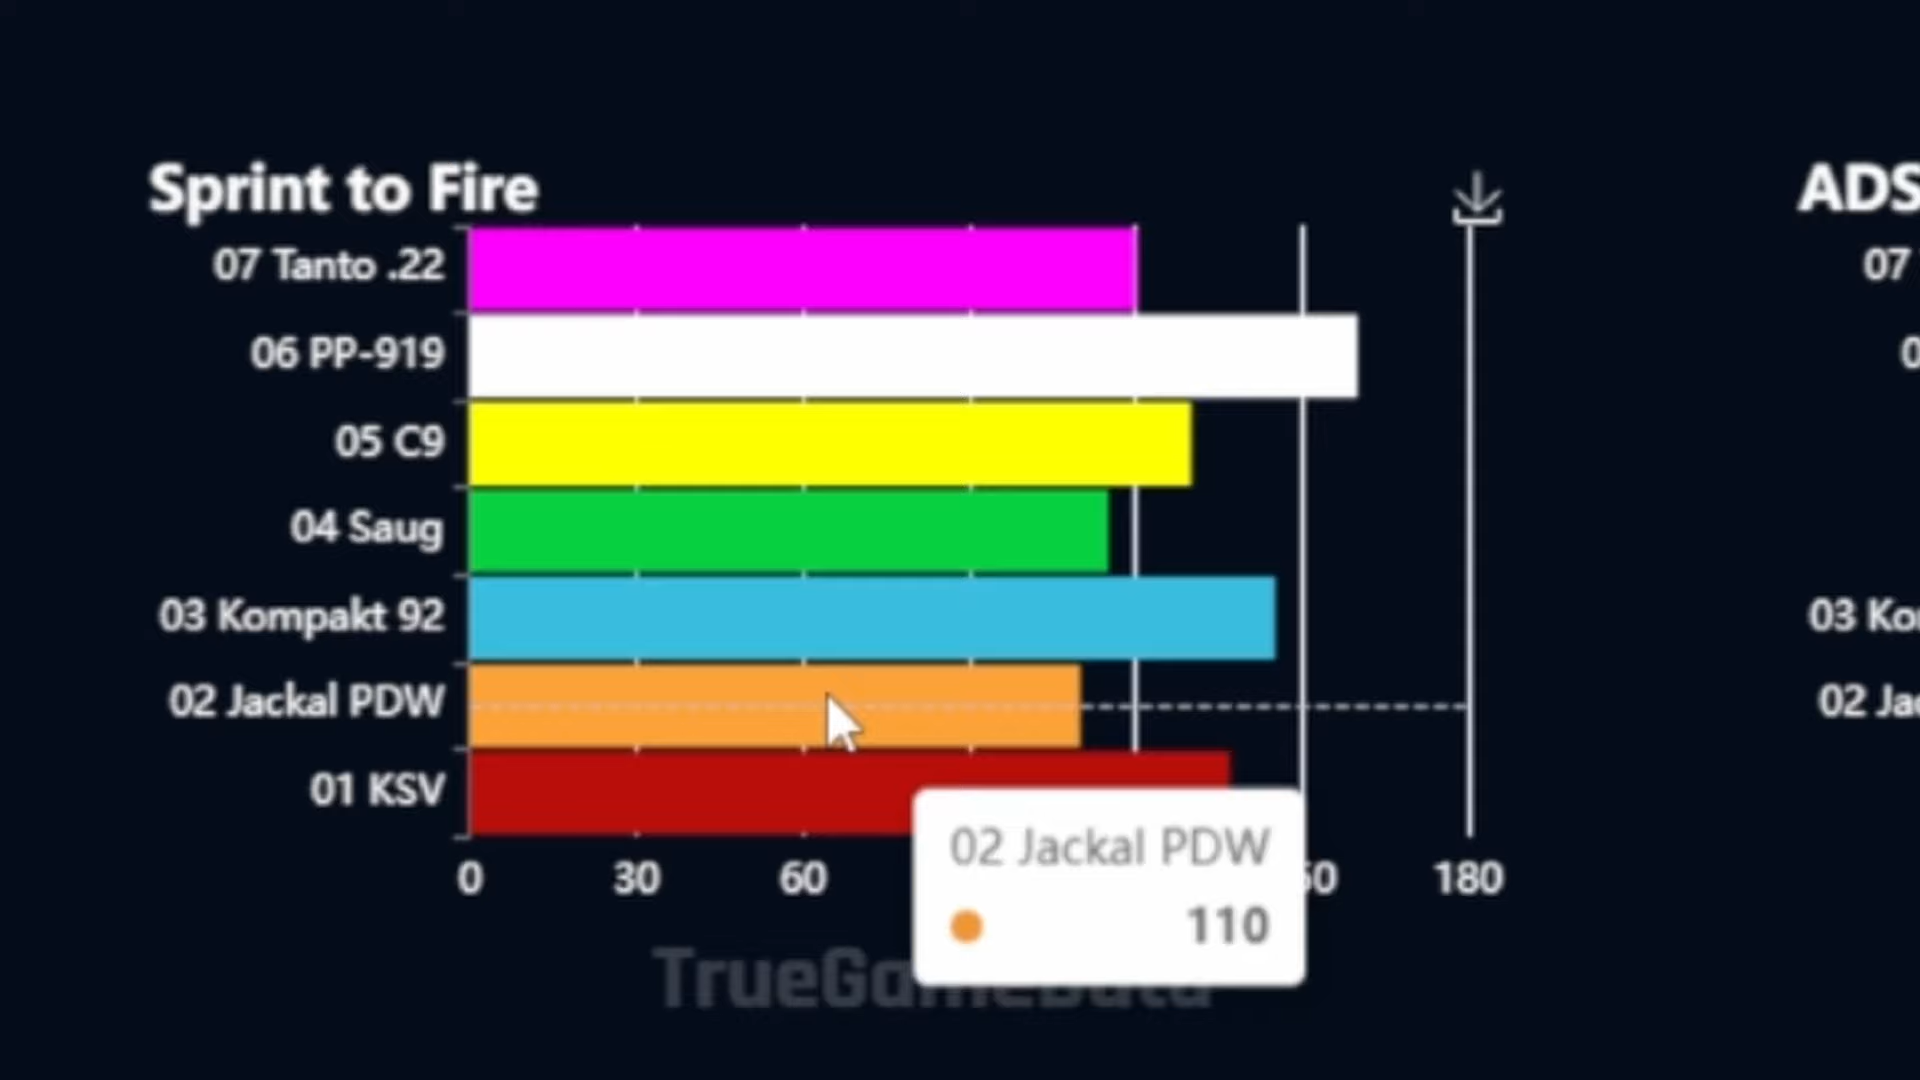 Sprint to Fire
ADS
07 Tanto .22
07
06 PP-919
0
05 C9
04 Saug
03 Kompakt 92
03 Ko
02 Jackal PDW
02 Ja
01 KSV
0 30 60 180
02 Jackal PDW
110